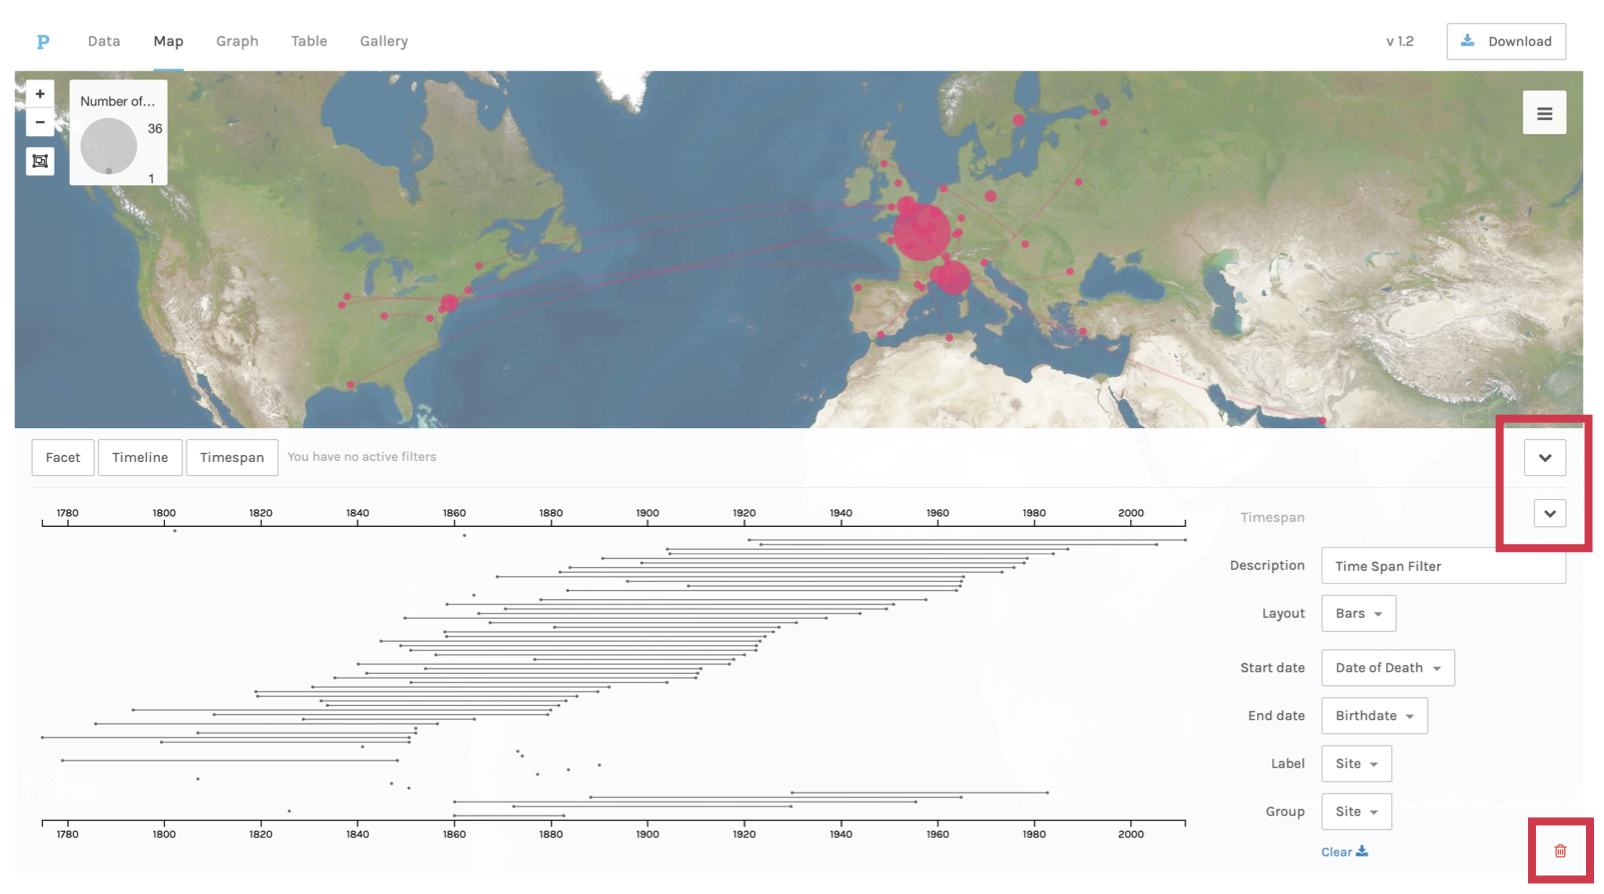 P Data Map Graph Table Gallery v 1.2 Download
+
Number of...
36
−
1
Facet Timeline Timespan You have no active filters
1780 1800 1820 1840 1860 1880 1900 1920 1940 1960 1980 2000
Timespan
Description Time Span Filter
Layout Bars
Start date Date of Death
End date Birthdate
Label Site
Group Site
1780 1800 1820 1840 1860 1880 1900 1920 1940 1960 1980 2000
Clear